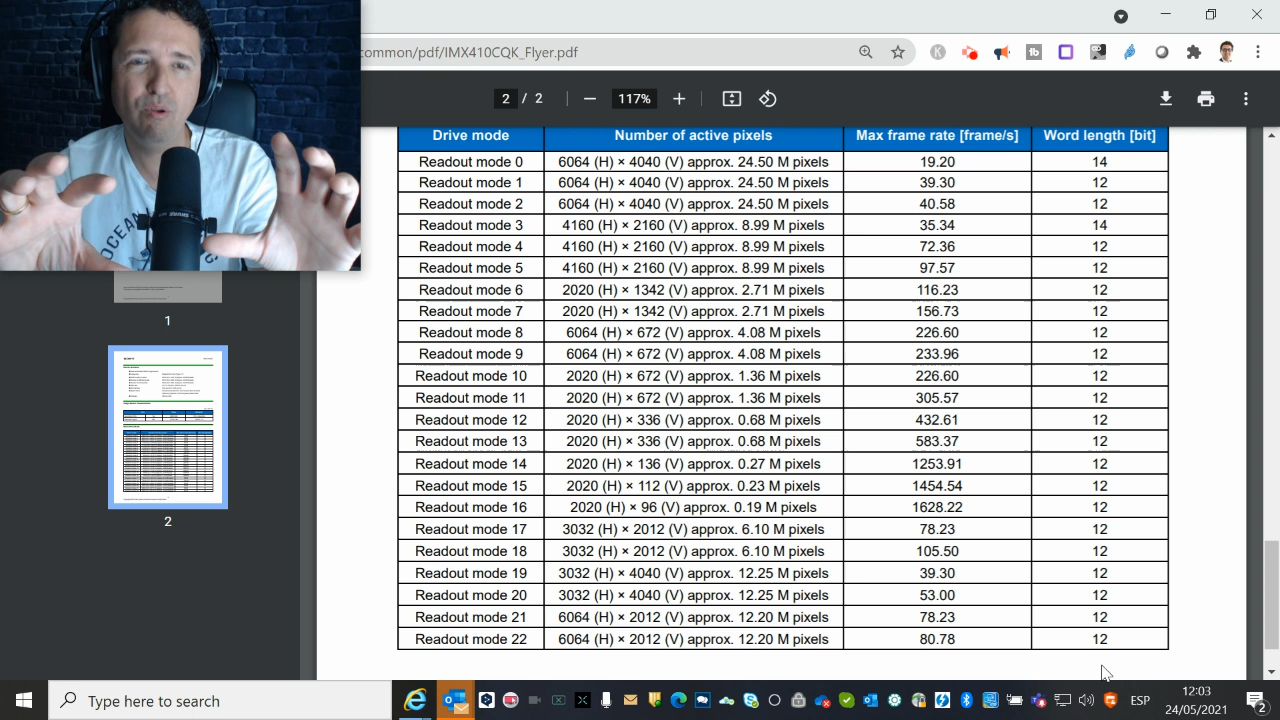 common/pdf/IMX410CQK_Flyer.pdf
2 / 2
117%
Drive mode Number of active pixels Max frame rate [frame/s] Word length [bit]
Readout mode 0 6064 (H) × 4040 (V) approx. 24.50 M pixels 19.20 14
Readout mode 1 6064 (H) × 4040 (V) approx. 24.50 M pixels 39.30 12
Readout mode 2 6064 (H) × 4040 (V) approx. 24.50 M pixels 40.58 12
Readout mode 3 4160 (H) × 2160 (V) approx. 8.99 M pixels 35.34 14
Readout mode 4 4160 (H) × 2160 (V) approx. 8.99 M pixels 72.36 12
Readout mode 5 4160 (H) × 2160 (V) approx. 8.99 M pixels 97.57 12
Readout mode 6 2020 (H) × 1342 (V) approx. 2.71 M pixels 116.23 12
Readout mode 7 2020 (H) × 1342 (V) approx. 2.71 M pixels 156.73 12
Readout mode 8 6064 (H) × 672 (V) approx. 4.08 M pixels 226.60 12
Readout mode 9 6064 (H) × 672 (V) approx. 4.08 M pixels 233.96 12
Readout mode 10 2020 (H) × 672 (V) approx. 1.36 M pixels 226.60 12
Readout mode 11 2020 (H) × 672 (V) approx. 1.36 M pixels 305.57 12
Readout mode 12 2020 (H) × 336 (V) approx. 0.68 M pixels 432.61 12
Readout mode 13 2020 (H) × 336 (V) approx. 0.68 M pixels 583.37 12
Readout mode 14 2020 (H) × 136 (V) approx. 0.27 M pixels 1253.91 12
Readout mode 15 2020 (H) × 112 (V) approx. 0.23 M pixels 1454.54 12
Readout mode 16 2020 (H) × 96 (V) approx. 0.19 M pixels 1628.22 12
Readout mode 17 3032 (H) × 2012 (V) approx. 6.10 M pixels 78.23 12
Readout mode 18 3032 (H) × 2012 (V) approx. 6.10 M pixels 105.50 12
Readout mode 19 3032 (H) × 4040 (V) approx. 12.25 M pixels 39.30 12
Readout mode 20 3032 (H) × 4040 (V) approx. 12.25 M pixels 53.00 12
Readout mode 21 6064 (H) × 2012 (V) approx. 12.20 M pixels 78.23 12
Readout mode 22 6064 (H) × 2012 (V) approx. 12.20 M pixels 80.78 12
OCEAN
1
2
Type here to search
ESP
12:03
24/05/2021
2